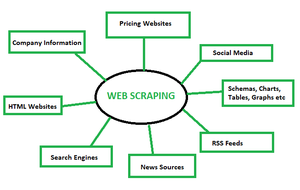 Pricing Websites
Company Information
Social Media
WEB SCRAPING
Schemas, Charts,
Tables, Graphs etc
HTML Websites
RSS Feeds
Search Engines
News Sources